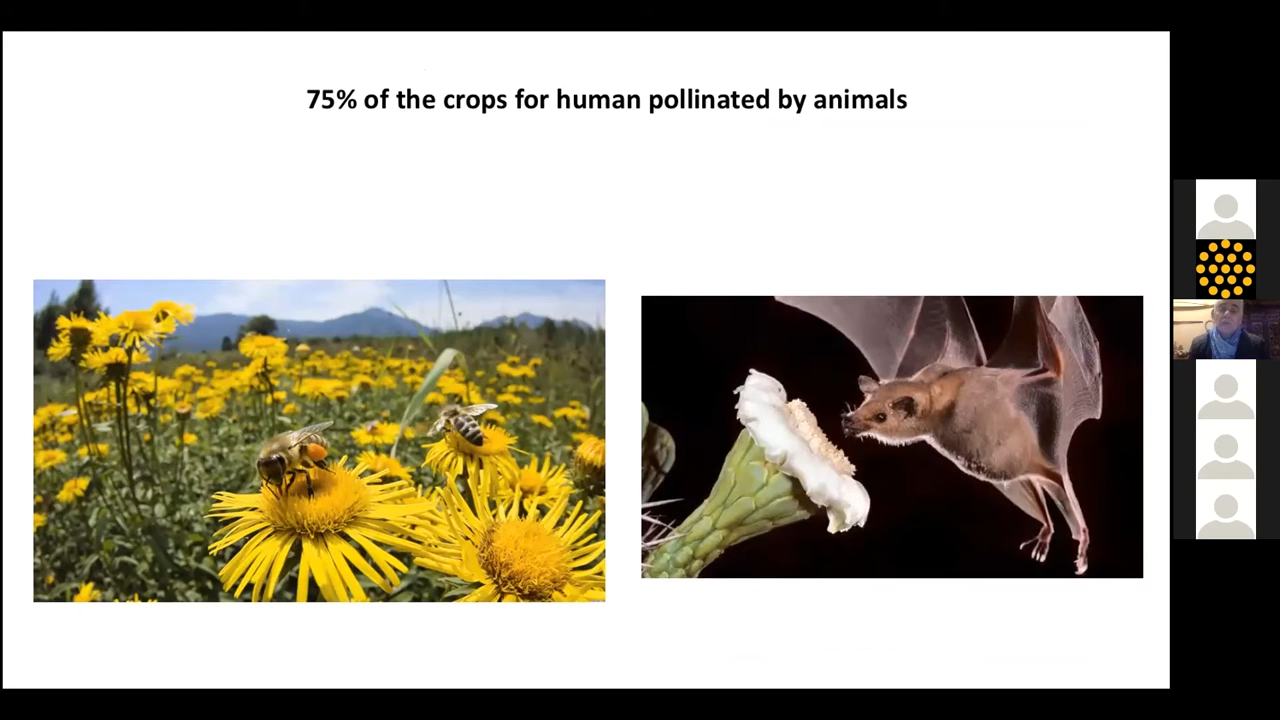 75% of the crops for human pollinated by animals